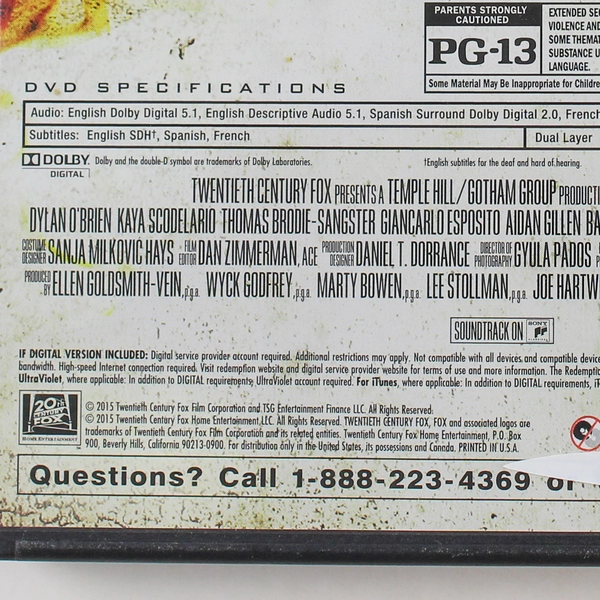 PARENTS STRONGLY CAUTIONED
PG-13
EXTENDED SEQ
VIOLENCE AND
SOME THEMAT
SUBSTANCE U
LANGUAGE.
Some Material May Be Inappropriate for Childre
DVD SPECIFICATIONS
Audio: English Dolby Digital 5.1, English Descriptive Audio 5.1, Spanish Surround Dolby Digital 2.0, French
Subtitles: English SDH†, Spanish, French
Dual Layer
DOLBY DIGITAL
Dolby and the double-D symbol are trademarks of Dolby Laboratories.
†English subtitles for the deaf and hard of hearing.
TWENTIETH CENTURY FOX PRESENTS A TEMPLE HILL/GOTHAM GROUP PRODUCTI
DYLAN O'BRIEN KAYA SCODELARIO THOMAS BRODIE-SANGSTER GIANCARLO ESPOSITO AIDAN GILLEN BA
COSTUME DESIGNER SANJA MILKOVIĆ HAYS FILM EDITOR DAN ZIMMERMAN, ACE PRODUCTION DESIGNER DANIEL T. DORRANCE DIRECTOR OF PHOTOGRAPHY GYULA PADOS
PRODUCED BY ELLEN GOLDSMITH-VEIN, p.g.a. WYCK GODFREY, p.g.a. MARTY BOWEN, p.g.a. LEE STOLLMAN, p.g.a. JOE HARTW
SOUNDTRACK ON SONY
IF DIGITAL VERSION INCLUDED: Digital service provider account required. Additional restrictions may apply. Not compatible with all devices and compatible devic
bandwidth. High-speed Internet connection required. Visit redemption website and digital provider website for terms of use and more information. The Redemptio
UltraViolet, where applicable: In addition to DIGITAL requirements, UltraViolet account required. For iTunes, where applicable: In addition to DIGITAL requirements, iT
20th CENTURY FOX
HOME ENTERTAINMENT
© 2015 Twentieth Century Fox Film Corporation and TSG Entertainment Finance LLC. All Rights Reserved.
© 2015 Twentieth Century Fox Home Entertainment, LLC. All Rights Reserved. TWENTIETH CENTURY FOX, FOX and associated logos are
trademarks of Twentieth Century Fox Film Corporation and its related entities. Twentieth Century Fox Home Entertainment, P.O. Box
900, Beverly Hills, California 90213-0900. For distribution only in the United States, its possessions and Canada. PRINTED IN U.S.A.
Questions? Call 1-888-223-4369 or